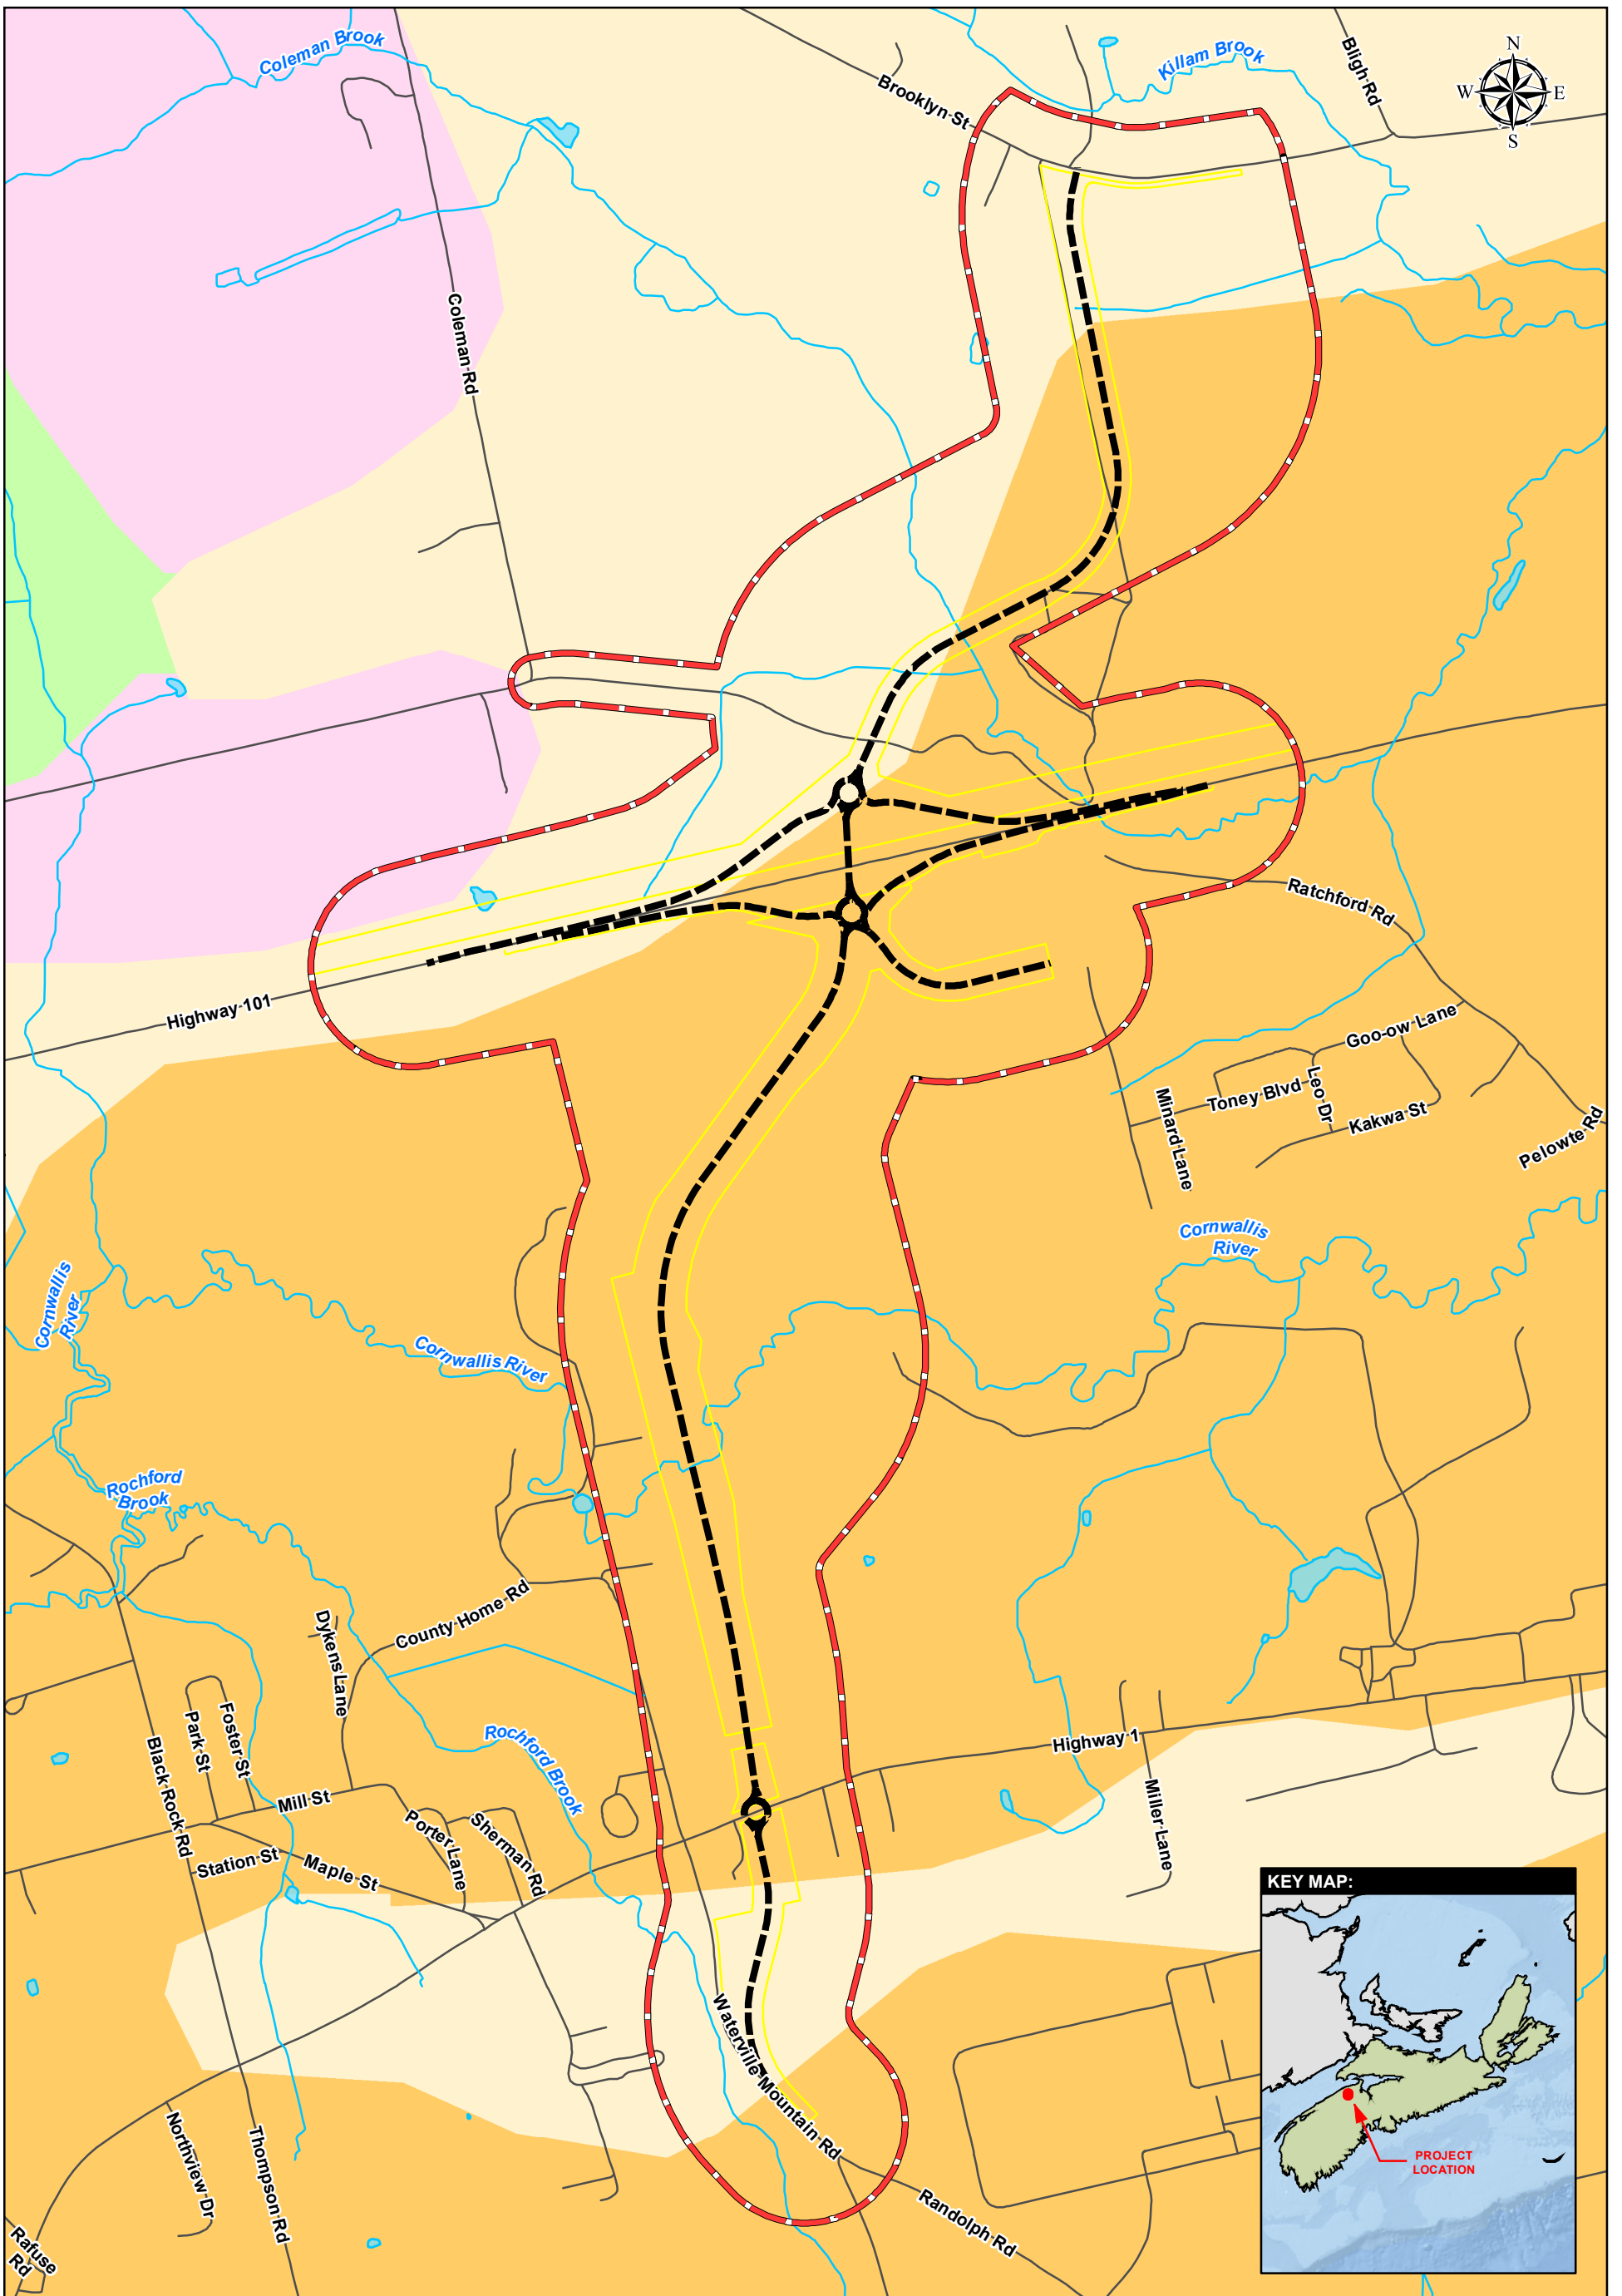 Coleman Brook
Killam Brook
Bligh Rd
Brooklyn St
N
W
E
S
Coleman Rd
Ratchford Rd
Highway 101
Goo-ow Lane
Toney Blvd
Leo Dr
Kakwa St
Minard Lane
Pelowte Rd
Cornwallis
River
Cornwallis
River
Cornwallis River
Rochford
Brook
County Home Rd
Dykens Lane
Foster St
Park St
Black Rock Rd
Mill St
Rochford Brook
Highway 1
Miller Lane
Porter Lane
Sherman Rd
Station St
Maple St
Waterville Mountain Rd
Randolph Rd
Northview Dr
Thompson Rd
Rafuse
Rd
KEY MAP:
PROJECT
LOCATION